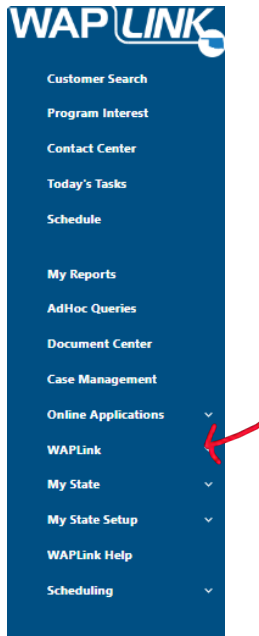 WAPLINK
Customer Search
Program Interest
Contact Center
Today's Tasks
Schedule
My Reports
AdHoc Queries
Document Center
Case Management
Online Applications
WAPLink
My State
My State Setup
WAPLink Help
Scheduling